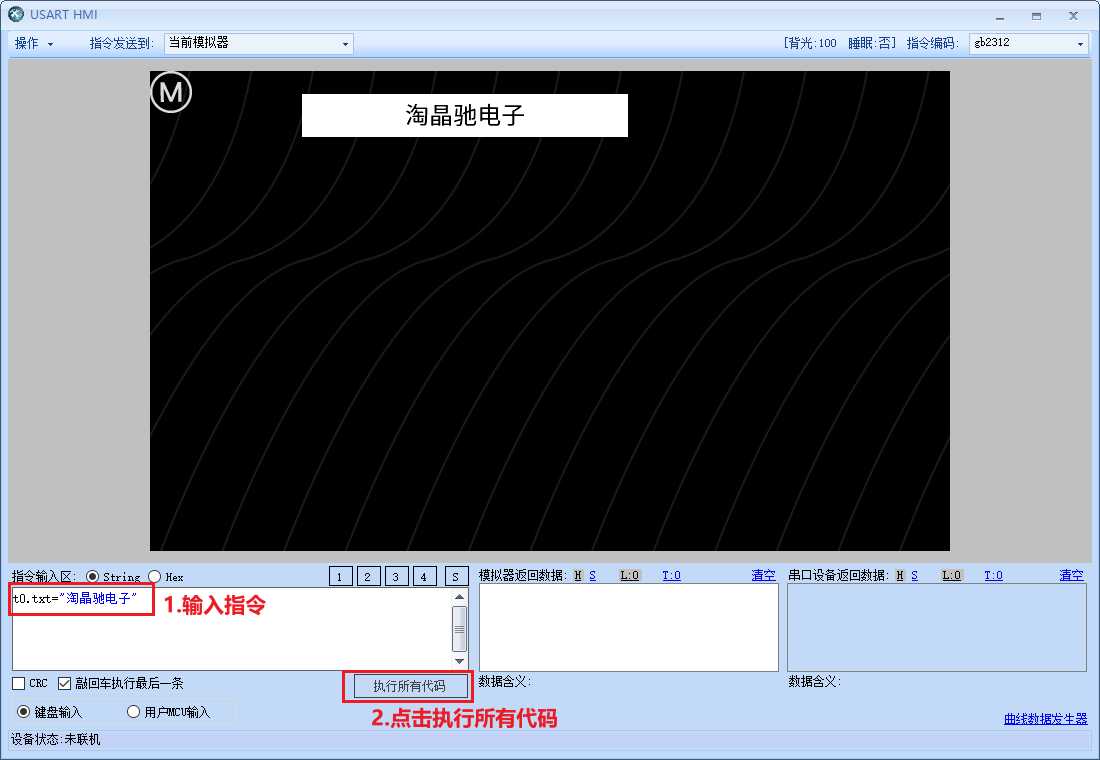 USART HMI
操作 指令发送到: 当前模拟器 [背光:100 睡眠:否] 指令编码: gb2312
M
淘晶驰电子
指令输入区: String Hex 1 2 3 4 S 模拟器返回数据: H S L:0 T:0 清空 串口设备返回数据: H S L:0 T:0 清空
t0.txt="淘晶驰电子"
1.输入指令
CRC 敲回车执行最后一条 执行所有代码 数据含义: 数据含义:
键盘输入 用户MCU输入
2.点击执行所有代码
曲线数据发生器
设备状态:未联机